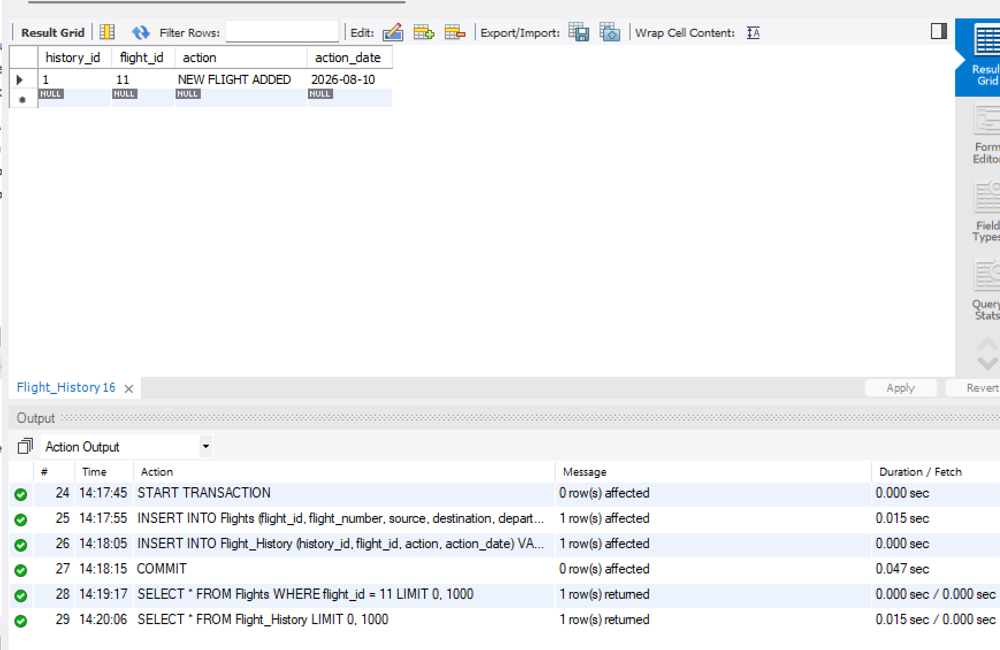 Result Grid Filter Rows: Edit: Export/Import: Wrap Cell Content:
history_id flight_id action action_date
1 11 NEW FLIGHT ADDED 2026-08-10
NULL NULL NULL NULL
Grid
Flight_History 16
Apply Revert
Output
Action Output
# Time Action Message Duration / Fetch
24 14:17:45 START TRANSACTION 0 row(s) affected 0.000 sec
25 14:17:55 INSERT INTO Flights (flight_id, flight_number, source, destination, depart... 1 row(s) affected 0.015 sec
26 14:18:05 INSERT INTO Flight_History (history_id, flight_id, action, action_date) VA... 1 row(s) affected 0.000 sec
27 14:18:15 COMMIT 0 row(s) affected 0.047 sec
28 14:19:17 SELECT * FROM Flights WHERE flight_id = 11 LIMIT 0, 1000 1 row(s) returned 0.000 sec / 0.000 sec
29 14:20:06 SELECT * FROM Flight_History LIMIT 0, 1000 1 row(s) returned 0.015 sec / 0.000 sec